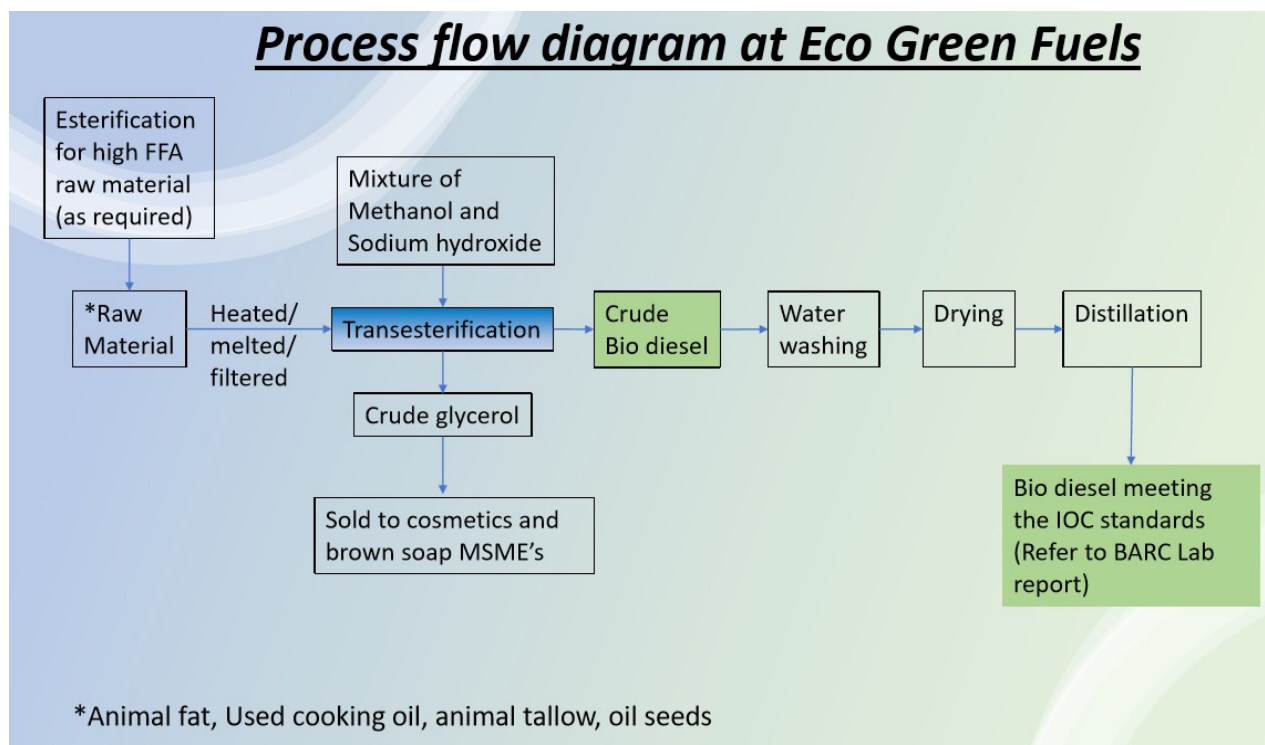 Process flow diagram at Eco Green Fuels
Esterification
for high FFA
raw material
(as required)
Mixture of
Methanol and
Sodium hydroxide
*Raw
Material
Heated/
melted/
filtered
Transesterification
Crude
Bio diesel
Water
washing
Drying
Distillation
Crude glycerol
Sold to cosmetics and
brown soap MSME’s
Bio diesel meeting
the IOC standards
(Refer to BARC Lab
report)
*Animal fat, Used cooking oil, animal tallow, oil seeds